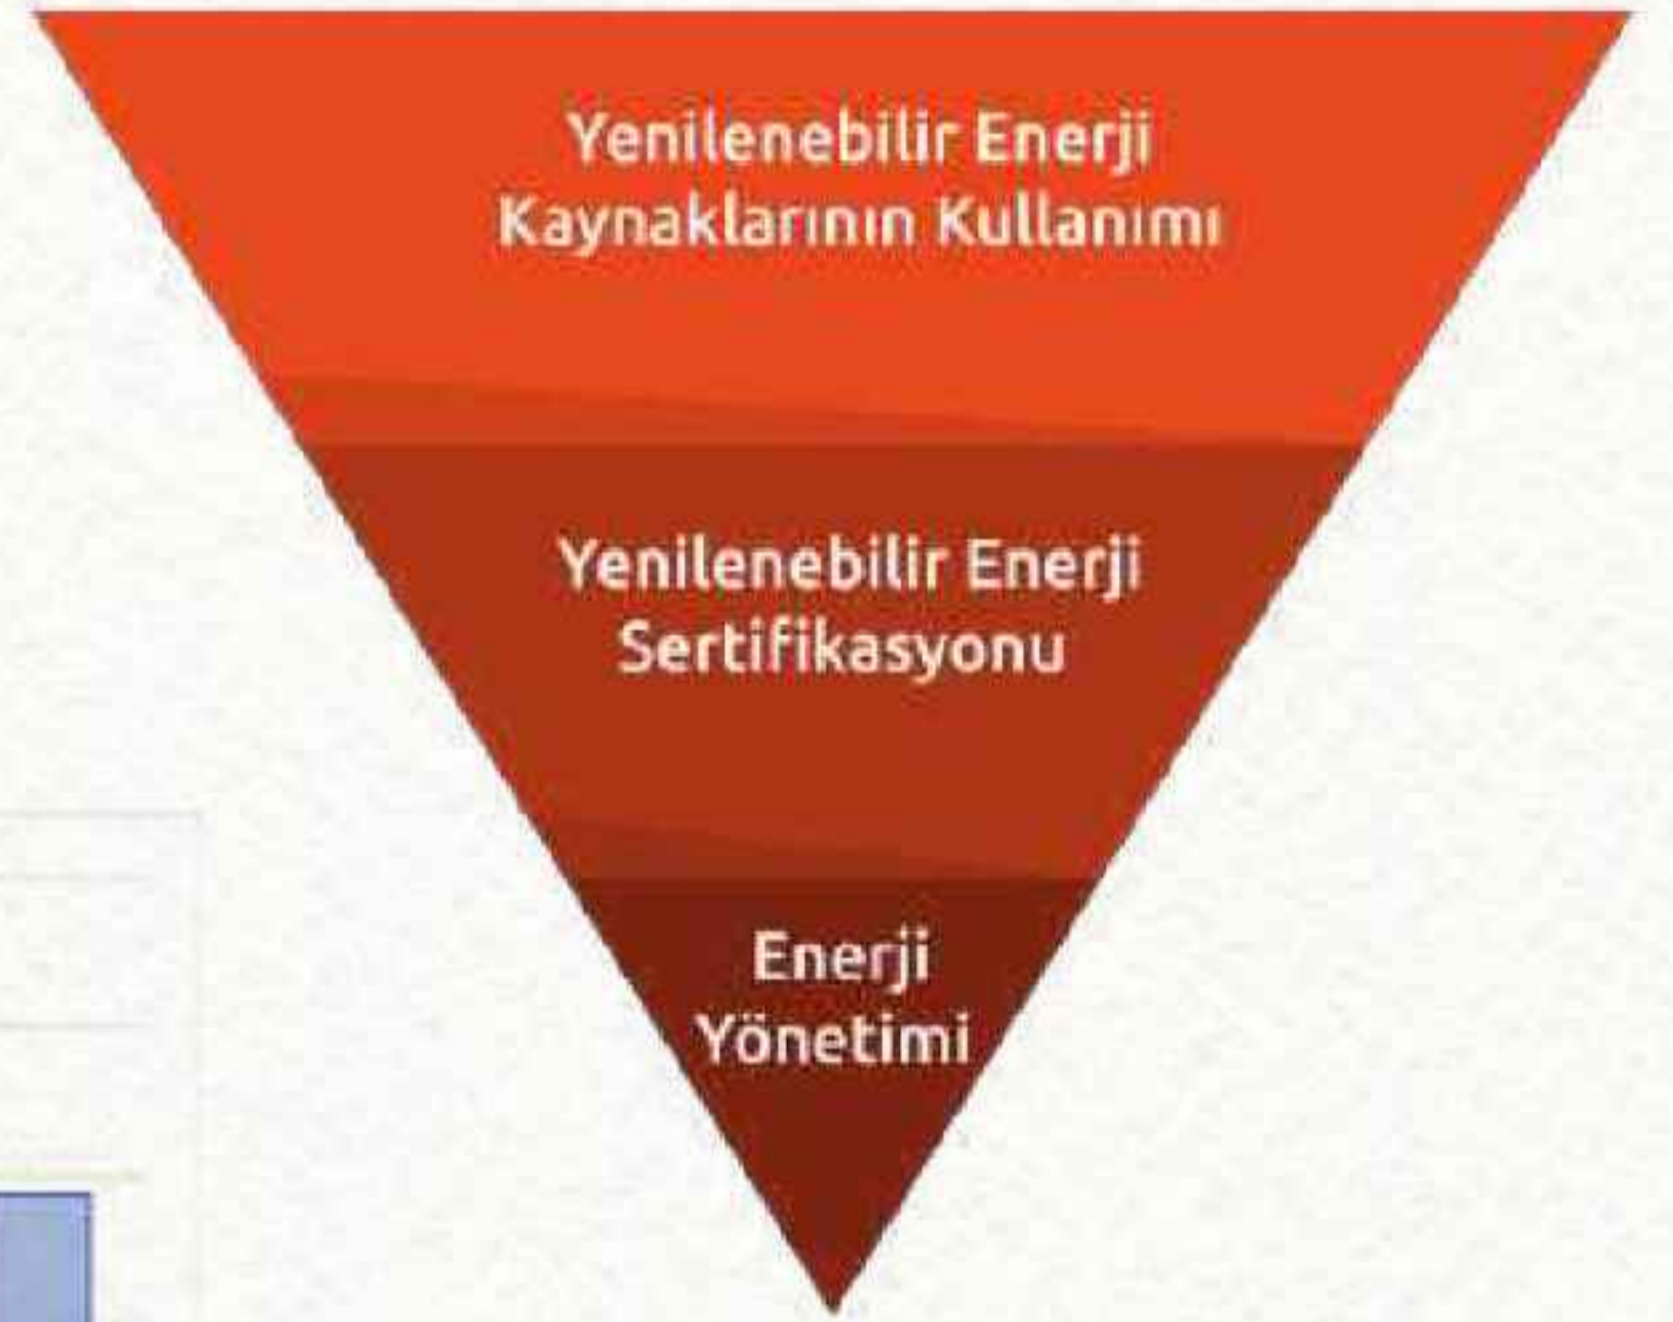 Yenilenebilir Enerji
Kaynaklarının Kullanımı
Yenilenebilir Enerji
Sertifikasyonu
Enerji
Yönetimi